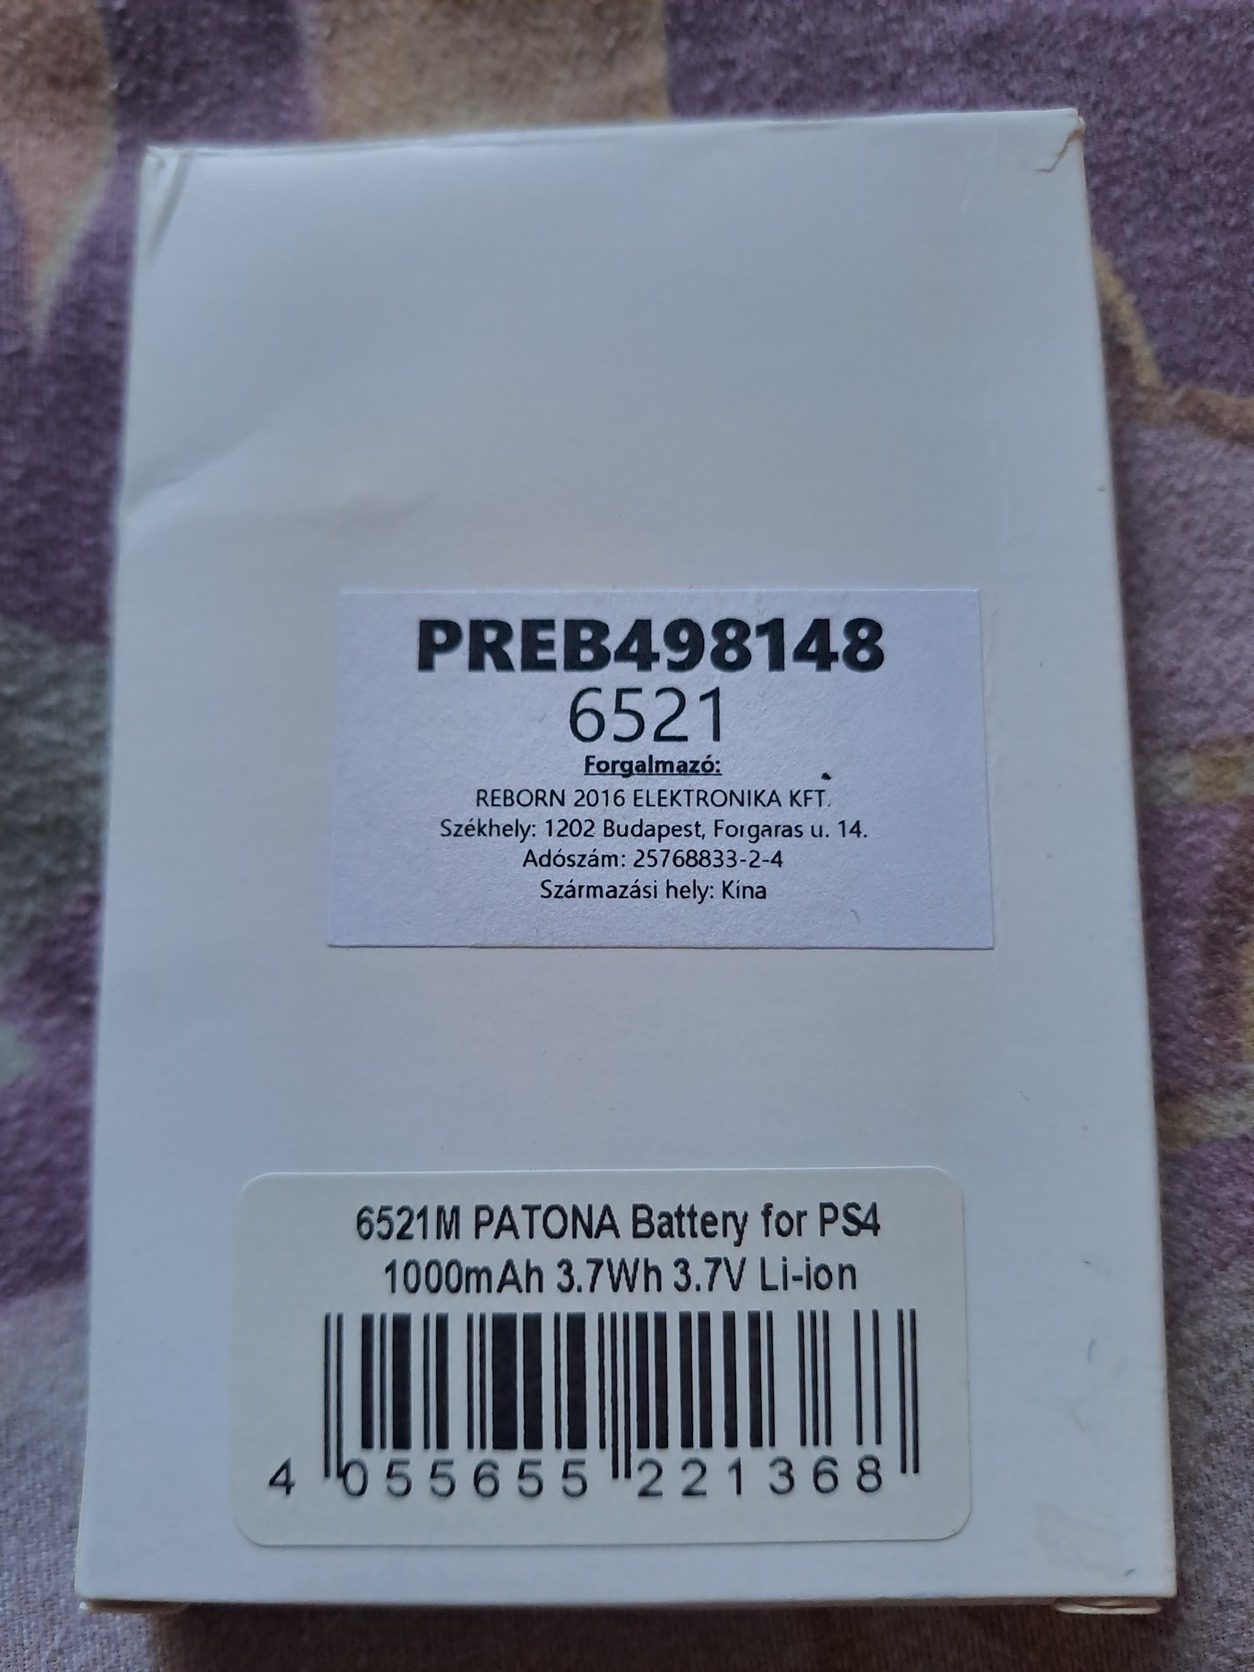 PREB498148
6521
Forgalmazó:
REBORN 2016 ELEKTRONIKA KFT.
Székhely: 1202 Budapest, Forgaras u. 14.
Adószám: 25768833-2-4
Származási hely: Kína
6521M PATONA Battery for PS4
1000mAh 3.7Wh 3.7V Li-ion
4 055655 221368